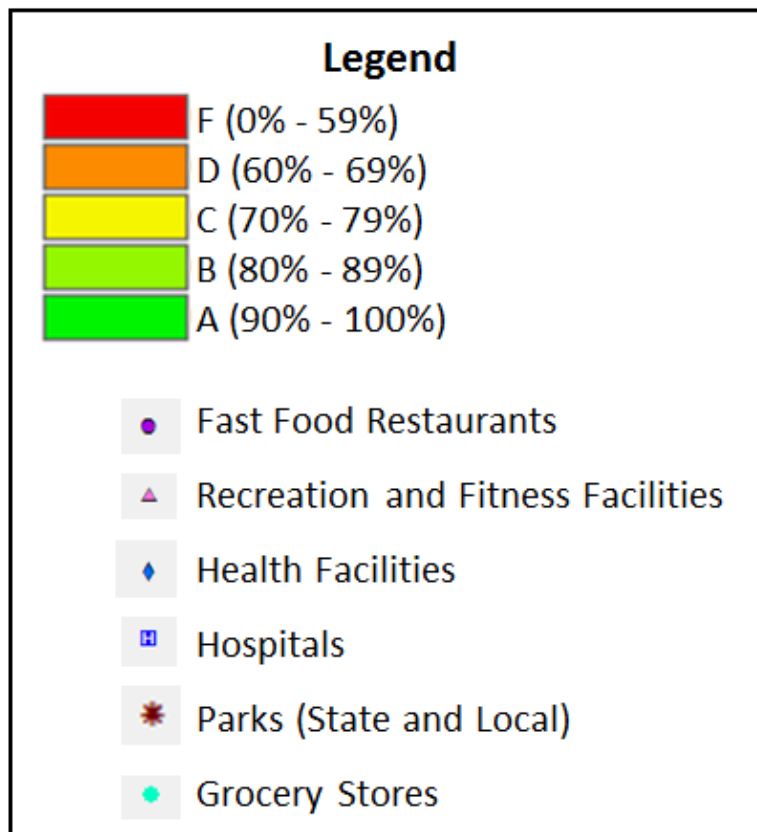 Legend
F (0% - 59%)
D (60% - 69%)
C (70% - 79%)
B (80% - 89%)
A (90% - 100%)
Fast Food Restaurants
Recreation and Fitness Facilities
Health Facilities
H
Hospitals
Parks (State and Local)
Grocery Stores